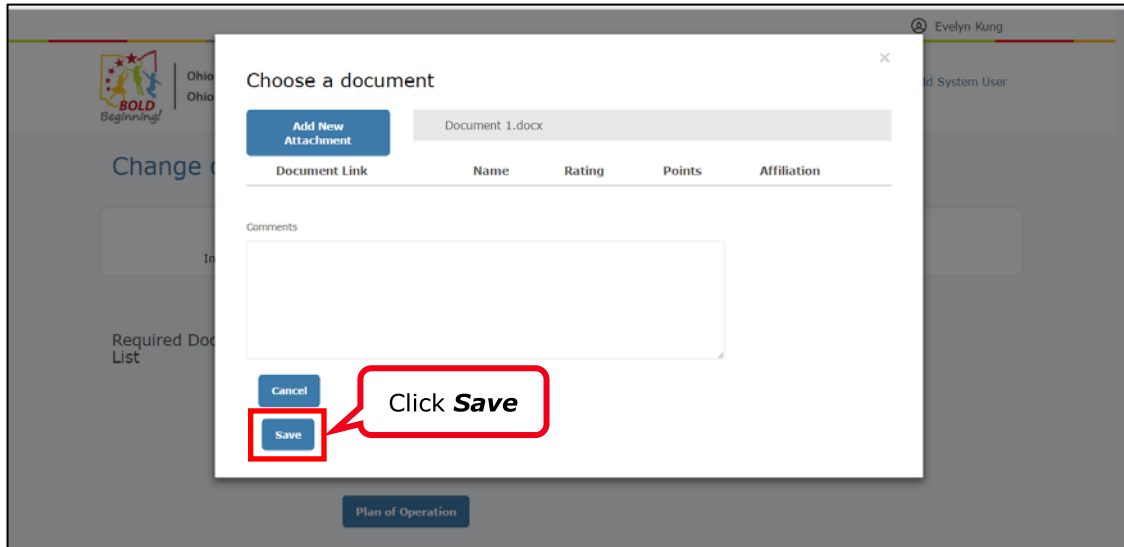 Evelyn Kung
BOLD
Beginning!
Ohio
Ohio
ld System User
Choose a document
×
Add New
Attachment
Document 1.docx
Change
Document Link Name Rating Points Affiliation
Comments
In
Required Doc
List
Cancel
Click Save
Save
Plan of Operation